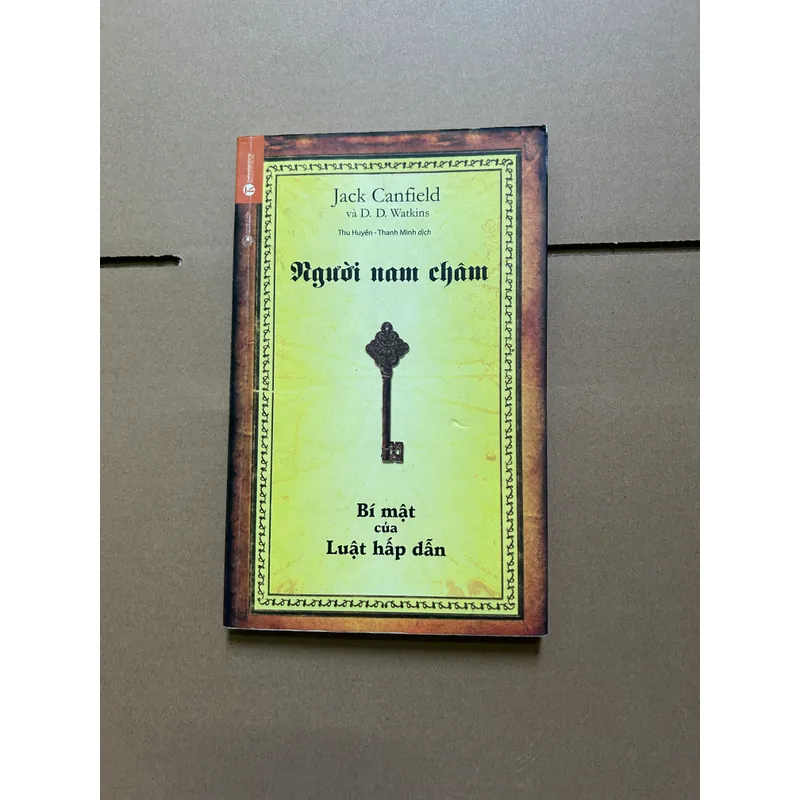 Jack Canfield
và D. D. Watkins
Thu Huyền - Thanh Minh dịch
Người nam châm
Bí mật
của
Luật hấp dẫn